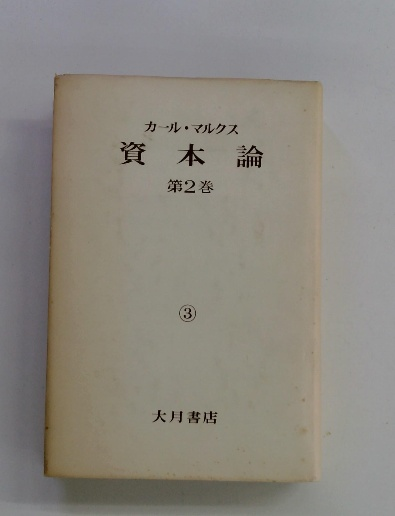 カール・マルクス
資本論
第2巻
③
大月書店